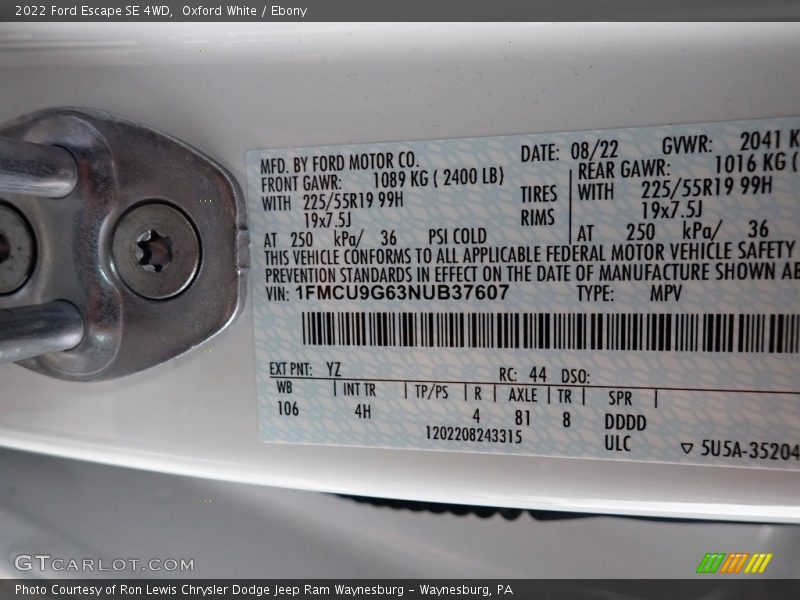 2022 Ford Escape SE 4WD, Oxford White / Ebony
MFD. BY FORD MOTOR CO. DATE: 08/22 GVWR: 2041 K
FRONT GAWR: 1089 KG ( 2400 LB) REAR GAWR: 1016 KG (
WITH 225/55R19 99H TIRES WITH 225/55R19 99H
19x7.5J RIMS 19x7.5J
AT 250 kPa/ 36 PSI COLD AT 250 kPa/ 36
THIS VEHICLE CONFORMS TO ALL APPLICABLE FEDERAL MOTOR VEHICLE SAFETY
PREVENTION STANDARDS IN EFFECT ON THE DATE OF MANUFACTURE SHOWN AB
VIN: 1FMCU9G63NUB37607 TYPE: MPV
EXT PNT: YZ RC: 44 DSO:
WB INT TR TP/PS R AXLE TR SPR
106 4H 4 81 8 DDDD
1202208243315 ULC 5U5A-35204
GTCARLOT.COM
Photo Courtesy of Ron Lewis Chrysler Dodge Jeep Ram Waynesburg - Waynesburg, PA